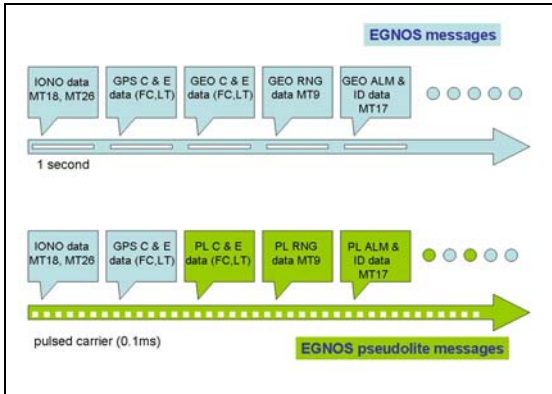 EGNOS messages
IONO data
MT18, MT26
GPS C & E
data (FC,LT)
GEO C & E
data (FC,LT)
GEO RNG
data MT9
GEO ALM &
ID data
MT17
1 second
IONO data
MT18, MT26
GPS C & E
data (FC,LT)
PL C & E
data (FC,LT)
PL RNG
data MT9
PL ALM &
ID data
MT17
pulsed carrier (0.1ms)
EGNOS pseudolite messages